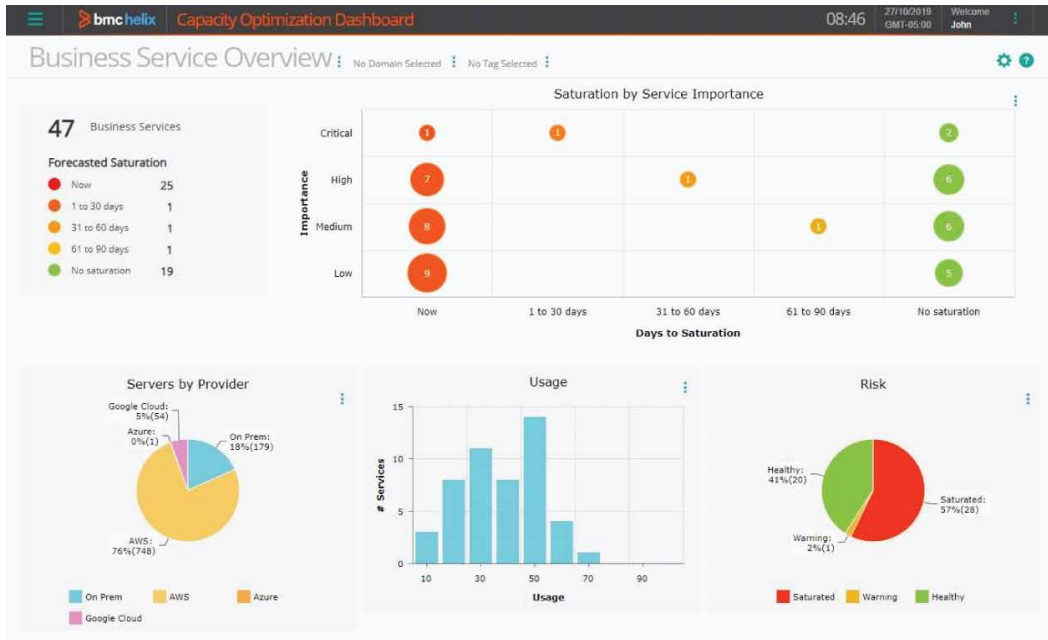 bmc helix
Capacity Optimization Dashboard
08:46
27/10/2019
GMT-05:00
Welcome
John
Business Service Overview
No Domain Selected
No Tag Selected
?
47 Business Services
Forecasted Saturation
Now 25
1 to 30 days 1
31 to 60 days 1
61 to 90 days 1
No saturation 19
Saturation by Service Importance
Importance
Critical 1 1 2
High 7 1 6
Medium 8 1 6
Low 9 5
Now 1 to 30 days 31 to 60 days 61 to 90 days No saturation
Days to Saturation
Servers by Provider
Google Cloud:
5%(54)
Azure:
0%(1)
On Prem:
18%(179)
AWS:
76%(748)
On Prem AWS Azure
Google Cloud
Usage
# Services
15
10
5
0
10 30 50 70 90
Usage
Risk
Healthy:
41%(20)
Saturated:
57%(28)
Warning:
2%(1)
Saturated Warning Healthy